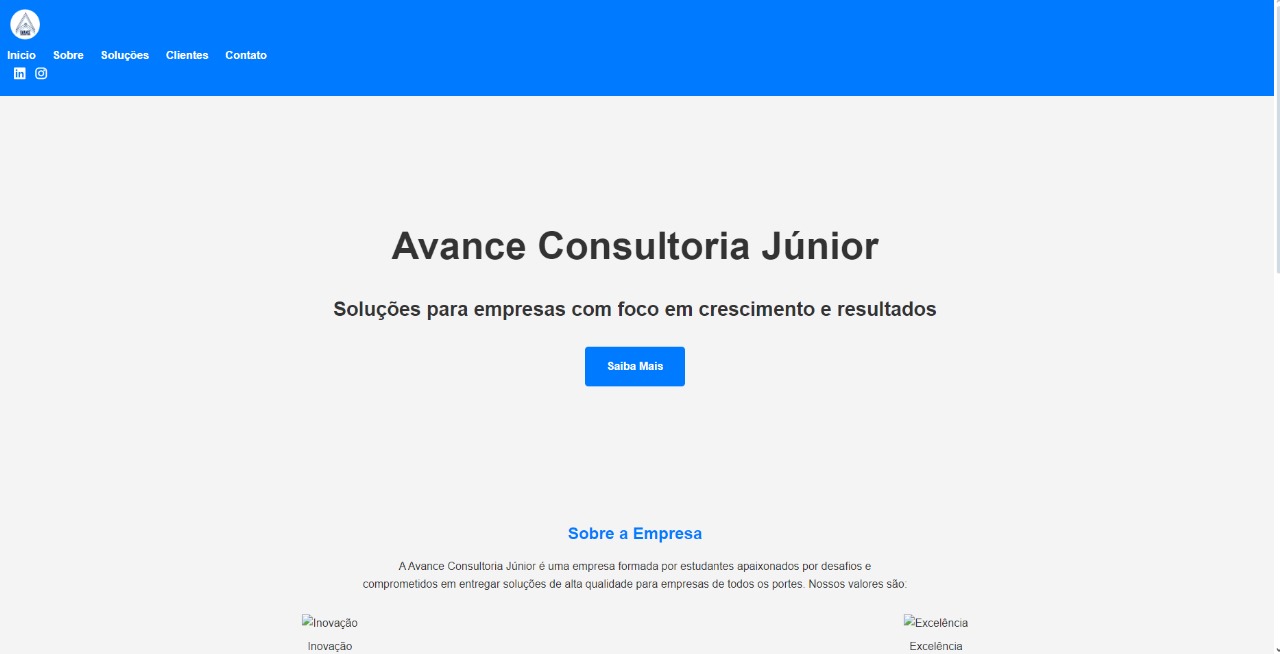 Inicio Sobre Soluções Clientes Contato
Avance Consultoria Júnior
Soluções para empresas com foco em crescimento e resultados
Saiba Mais
Sobre a Empresa
A Avance Consultoria Júnior é uma empresa formada por estudantes apaixonados por desafios e
comprometidos em entregar soluções de alta qualidade para empresas de todos os portes. Nossos valores são:
Inovação Excelência
Inovação Excelência